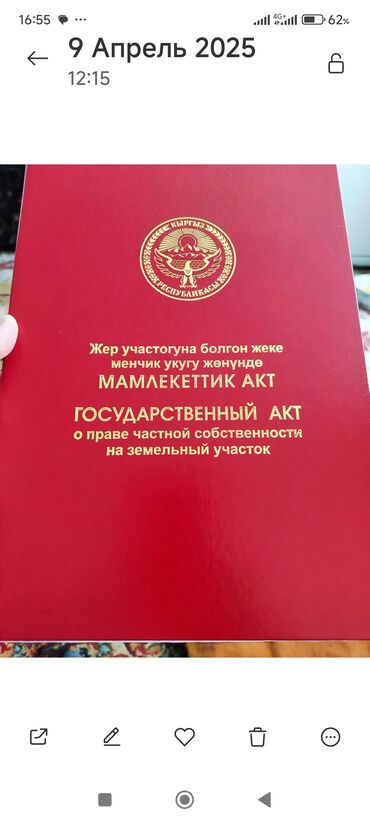 16:55
4G+
62%
9 Апрель 2025
12:15
КЫРГЫЗ
РЕСПУБЛИКАСЫ
Жер участогуна болгон жеке
менчик укугу жөнүндө
МАМЛЕКЕТТИК АКТ
ГОСУДАРСТВЕННЫЙ АКТ
о праве частной собственности
на земельный участок